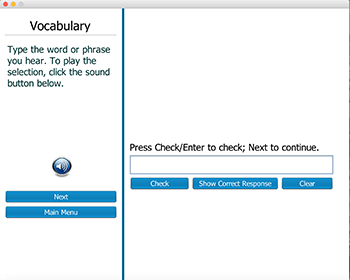 Vocabulary
Type the word or phrase
you hear. To play the
selection, click the sound
button below.
Next
Main Menu
Press Check/Enter to check; Next to continue.
Check Show Correct Response Clear